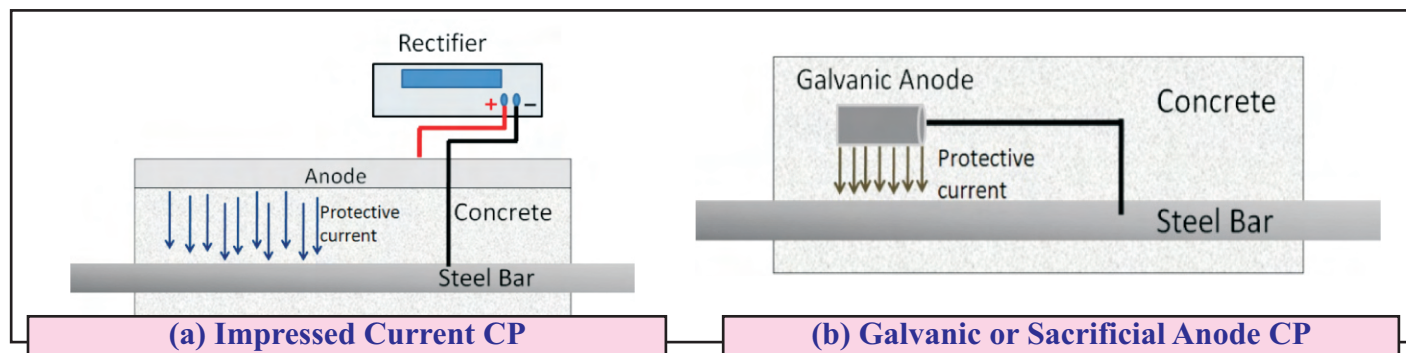 Rectifier
+ −
Anode
Protective
current
Concrete
Steel Bar
(a) Impressed Current CP
Galvanic Anode
Concrete
Protective
current
Steel Bar
(b) Galvanic or Sacrificial Anode CP